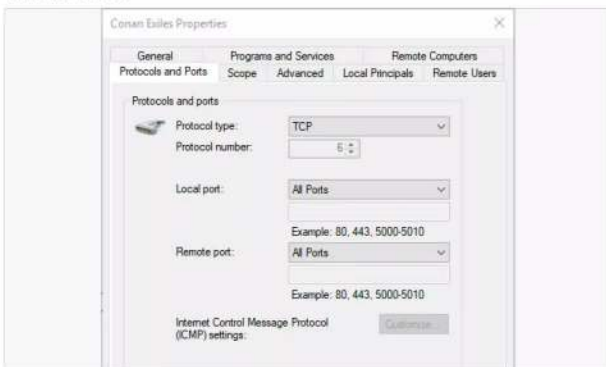 Conan Exiles Properties
General Programs and Services Remote Computers
Protocols and Ports Scope Advanced Local Principals Remote Users
Protocols and ports
Protocol type: TCP
Protocol number: 6
Local port: All Ports
Example: 80, 443, 5000-5010
Remote port: All Ports
Example: 80, 443, 5000-5010
Internet Control Message Protocol
(ICMP) settings: Customize...